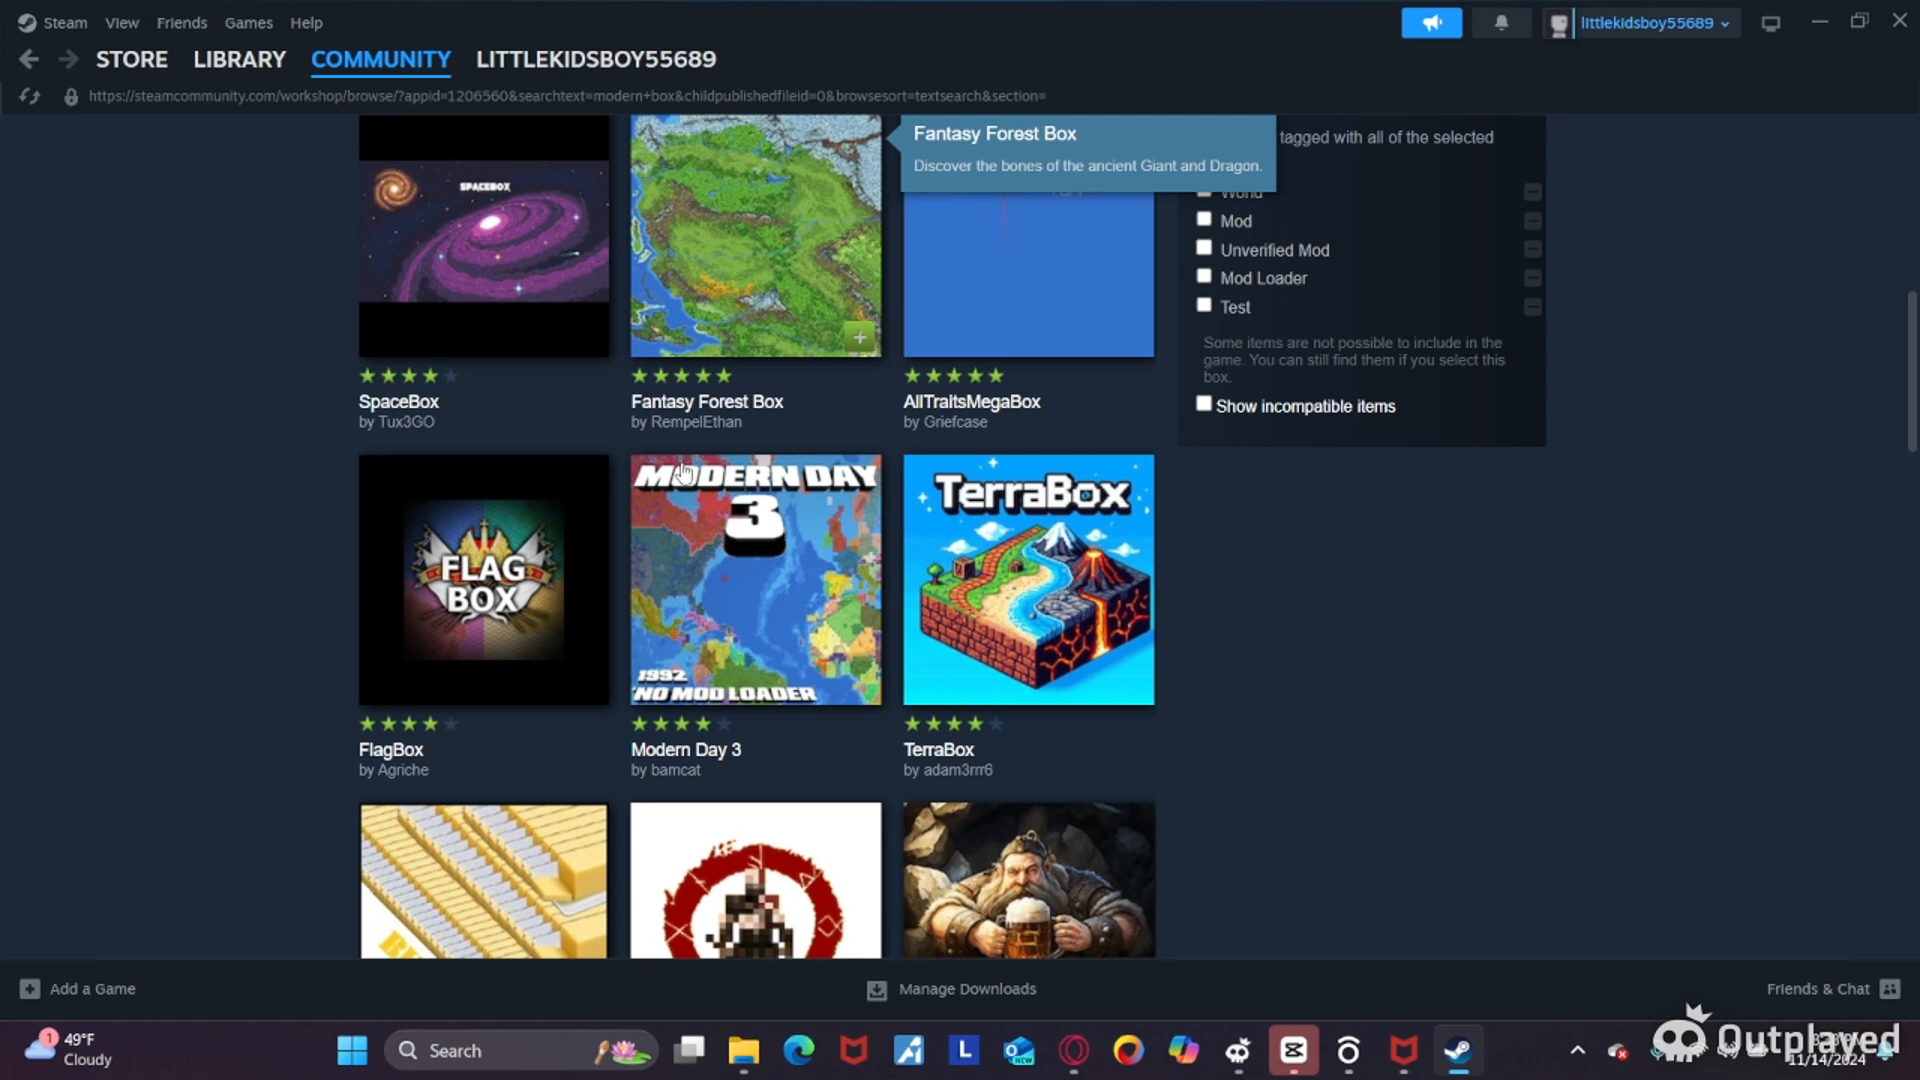 Steam View Friends Games Help
littlekidsboy55689
STORE LIBRARY COMMUNITY LITTLEKIDSBOY55689
https://steamcommunity.com/workshop/browse/?appid=1206560&searchtext=modern+box&childpublishedfileid=0&browsesort=textsearch&section=
Fantasy Forest Box
Discover the bones of the ancient Giant and Dragon.
tagged with all of the selected
World
Mod
Unverified Mod
Mod Loader
Test
Some items are not possible to include in the
game. You can still find them if you select this
box.
Show incompatible items
SPACEBOX
SpaceBox
by Tux3GO
Fantasy Forest Box
by RempelEthan
AllTraitsMegaBox
by Griefcase
FLAG
BOX
MODERN DAY
3
1992
NO MOD LOADER
TerraBox
FlagBox
by Agriche
Modern Day 3
by bamcat
TerraBox
by adam3rrr6
Add a Game
Manage Downloads
Friends & Chat
1
49°F
Cloudy
Search
L
NEW
Outplayed
11/14/2024